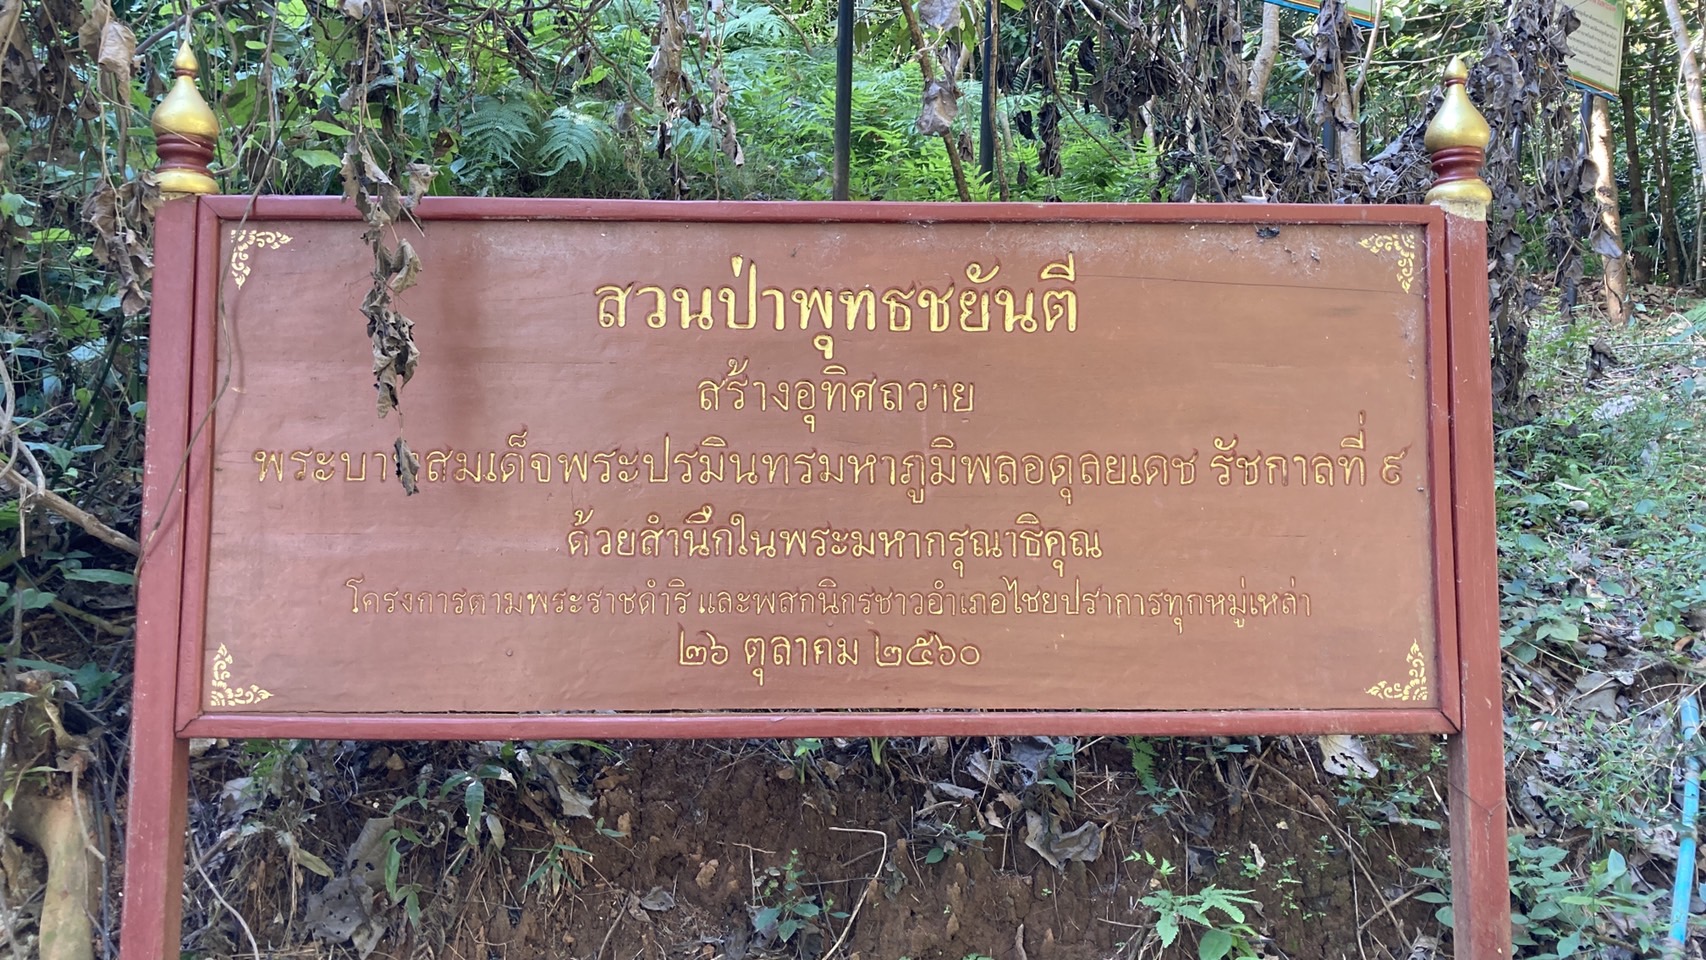 สวนป่าพุทธชยันตี
สร้างอุทิศถวาย
พระบาทสมเด็จพระปรมินทรมหาภูมิพลอดุลยเดช รัชกาลที่ ๙
ด้วยสำนึกในพระมหากรุณาธิคุณ
โครงการตามพระราชดำริ และพสกนิกรชาวอำเภอไชยปราการทุกหมู่เหล่า
๒๖ ตุลาคม ๒๕๖๐